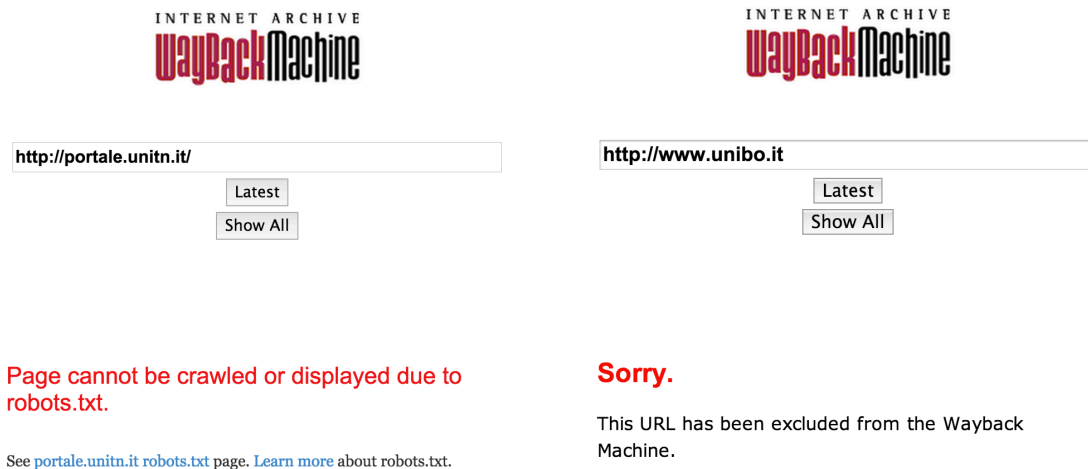 INTERNET ARCHIVE
WayBackMachine
http://portale.unitn.it/
Latest
Show All
Page cannot be crawled or displayed due to
robots.txt.
See portale.unitn.it robots.txt page. Learn more about robots.txt.
INTERNET ARCHIVE
WayBackMachine
http://www.unibo.it
Latest
Show All
Sorry.
This URL has been excluded from the Wayback
Machine.